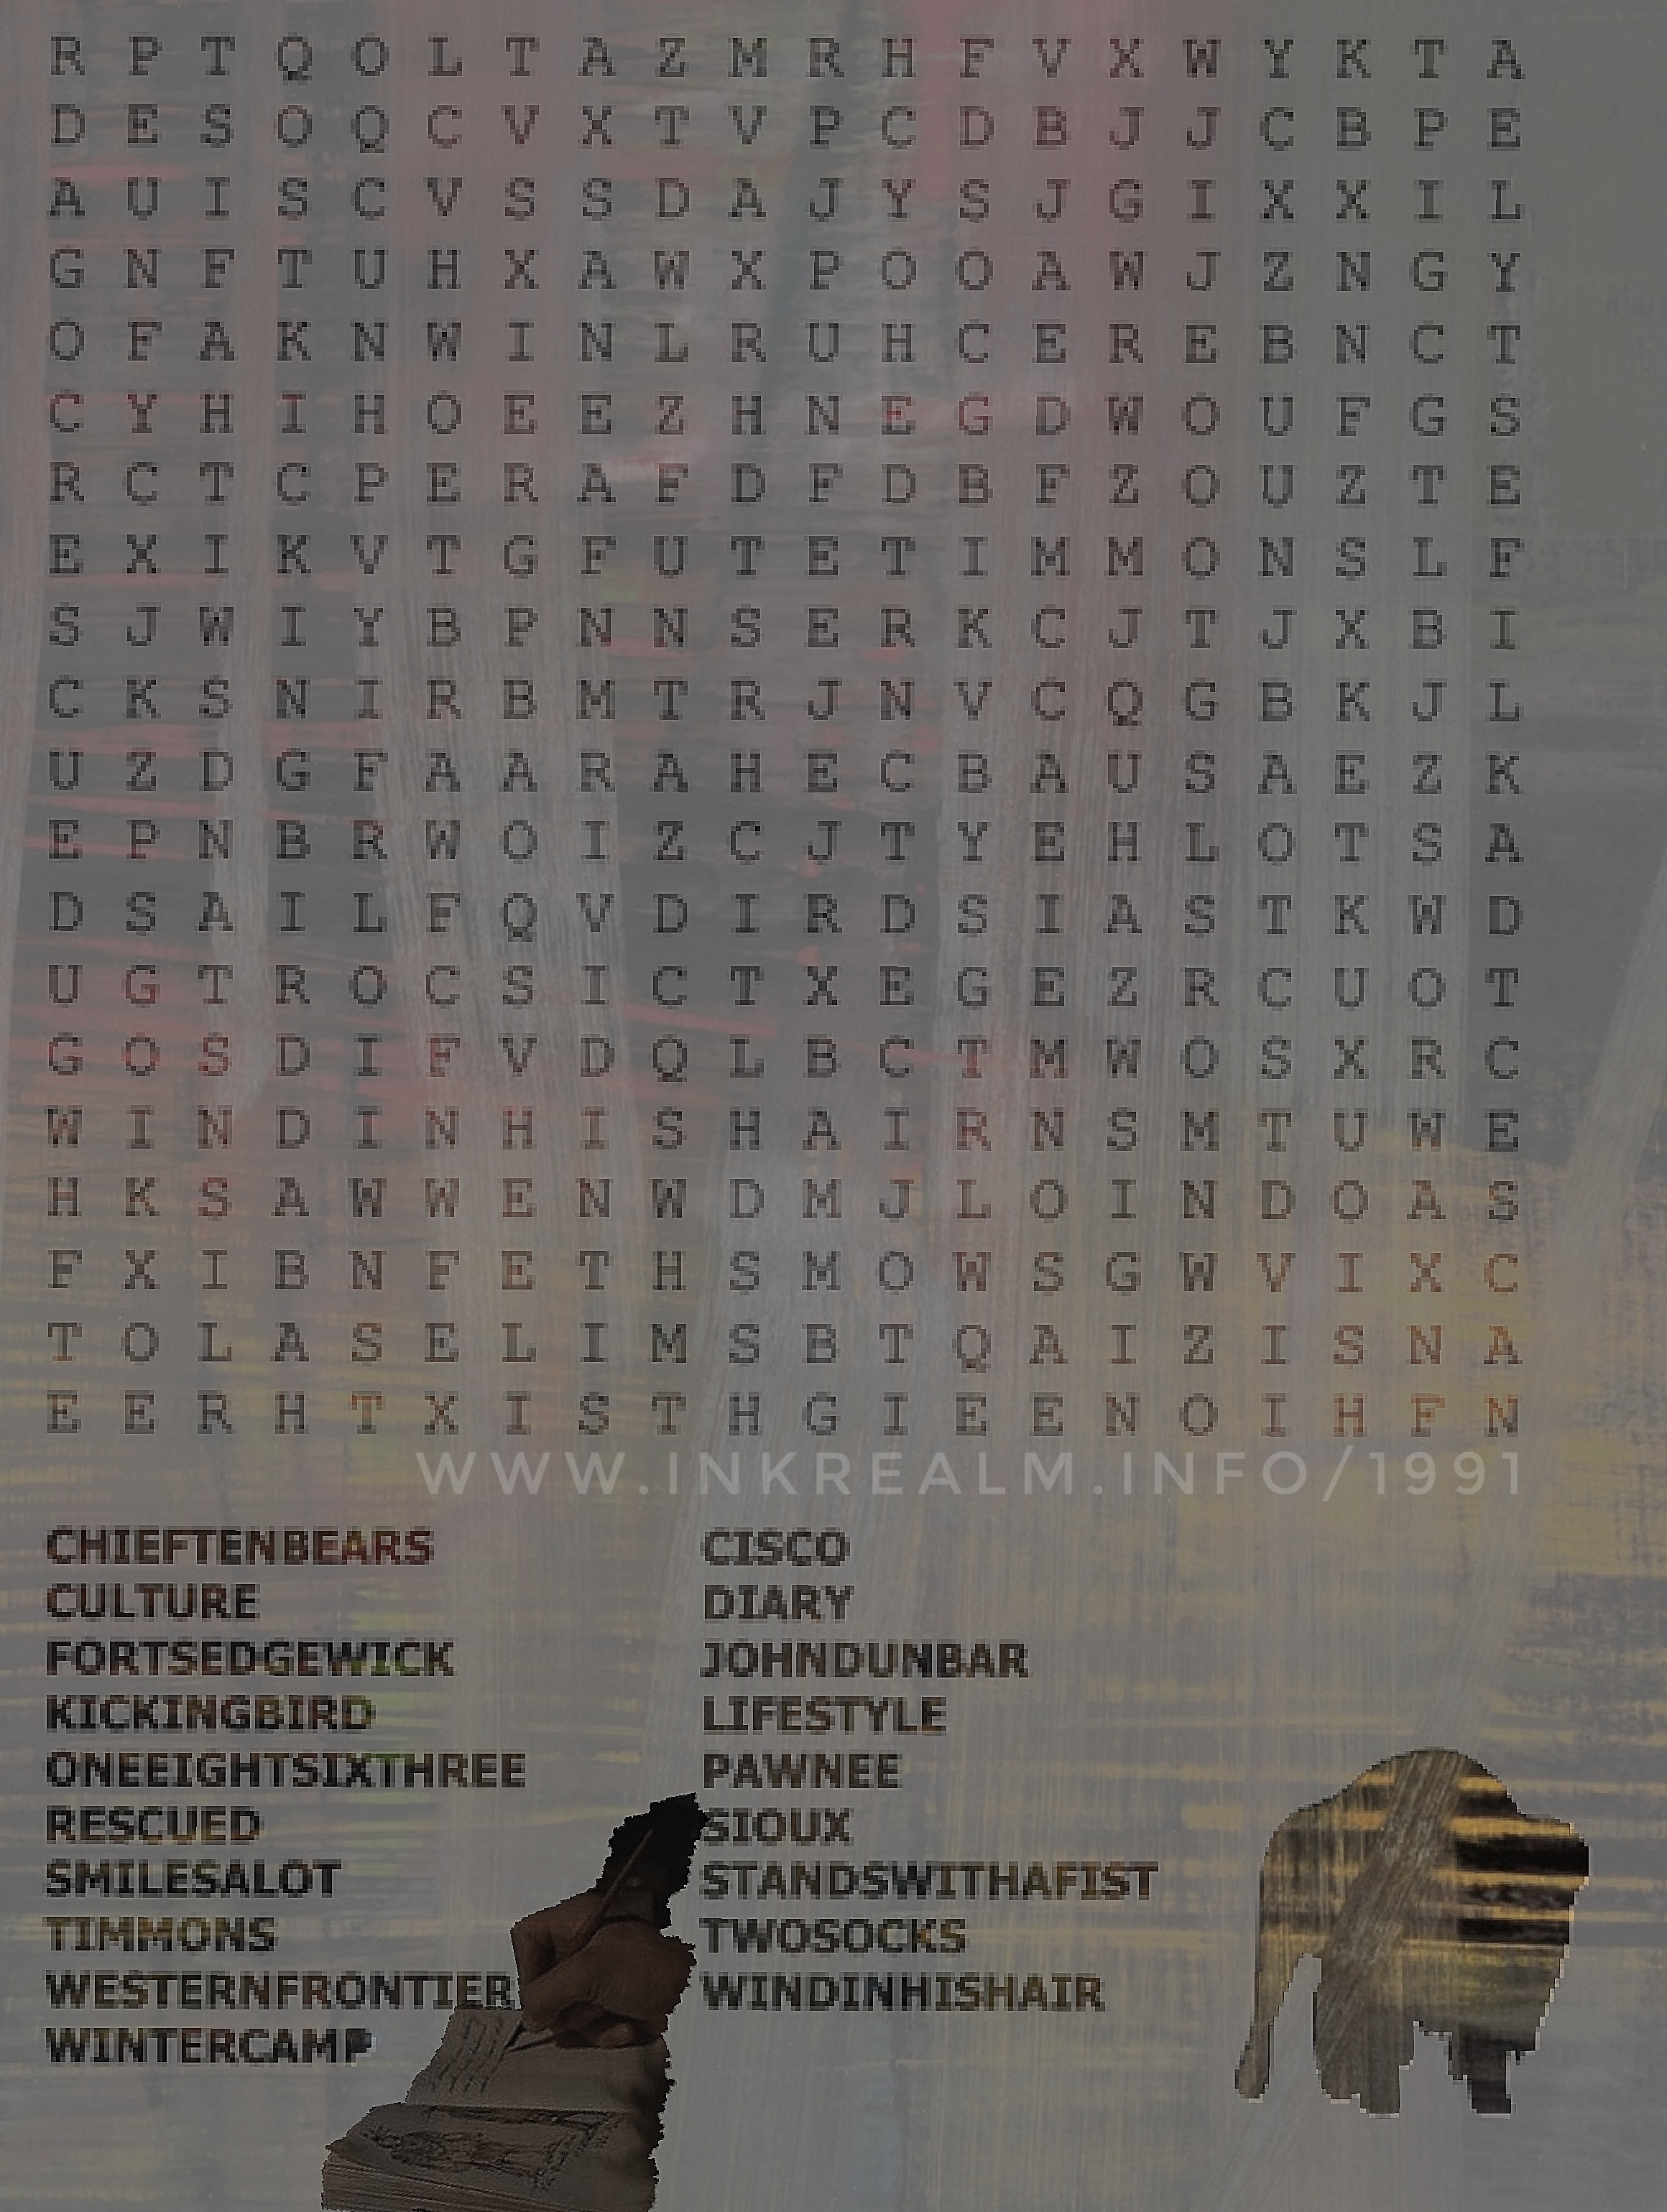 R P T Q O L T A Z M R H F V X W Y K T A
D E S O Q C V X T V P C D B J J C B P E
A U I S C V S S D A J Y S J G I X X I L
G N F T U H X A W X P O O A W J Z N G Y
O F A K N W I N L R U H C E R E B N C T
C Y H I H O E E Z H N E G D W O U F G S
R C T C P E R A F D F D B F Z O U Z T E
E X I K V T G F U T E T I M M O N S L F
S J W I Y B P N N S E R K C J T J X B I
C K S N I R B M T R J N V C Q G B K J L
U Z D G F A A R A H E C B A U S A E Z K
E P N B R W O I Z C J T Y E H L O T S A
D S A I L F Q V D I R D S I A S T K W D
U G T R O C S I C T X E G E Z R C U O T
G O S D I F V D Q L B C T M W O S X R C
W I N D I N H I S H A I R N S M T U W E
H K S A W W E N W D M J L O I N D O A S
F X I B N F E T H S M O W S G W V I X C
T O L A S E L I M S B T Q A I Z I S N A
E E R H T X I S T H G I E E N O I H F N
WWW.INKREALM.INFO/1991
CHIEFTENBEARS
CULTURE
FORTSEDGEWICK
KICKINGBIRD
ONEEIGHTSIXTHREE
RESCUED
SMILESALOT
TIMMONS
WESTERNFRONTIER
WINTERCAMP
CISCO
DIARY
JOHNDUNBAR
LIFESTYLE
PAWNEE
SIOUX
STANDSWITHAFIST
TWOSOCKS
WINDINHISHAIR